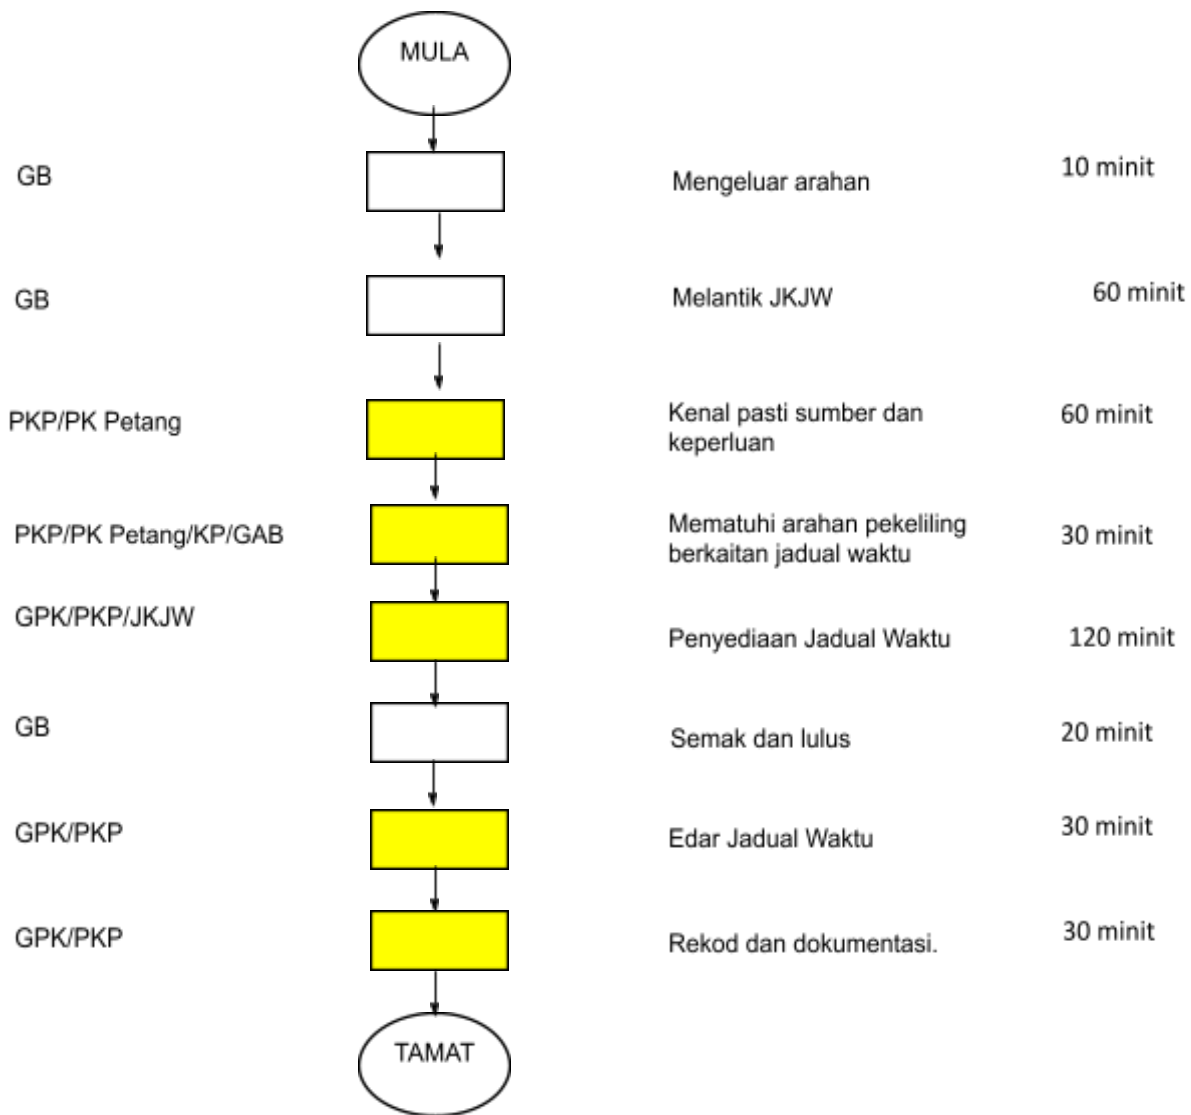 MULA
GB
Mengeluar arahan
10 minit
GB
Melantik JKJW
60 minit
PKP/PK Petang
Kenal pasti sumber dan
keperluan
60 minit
PKP/PK Petang/KP/GAB
Mematuhi arahan pekeliling
berkaitan jadual waktu
30 minit
GPK/PKP/JKJW
Penyediaan Jadual Waktu
120 minit
GB
Semak dan lulus
20 minit
GPK/PKP
Edar Jadual Waktu
30 minit
GPK/PKP
Rekod dan dokumentasi.
30 minit
TAMAT